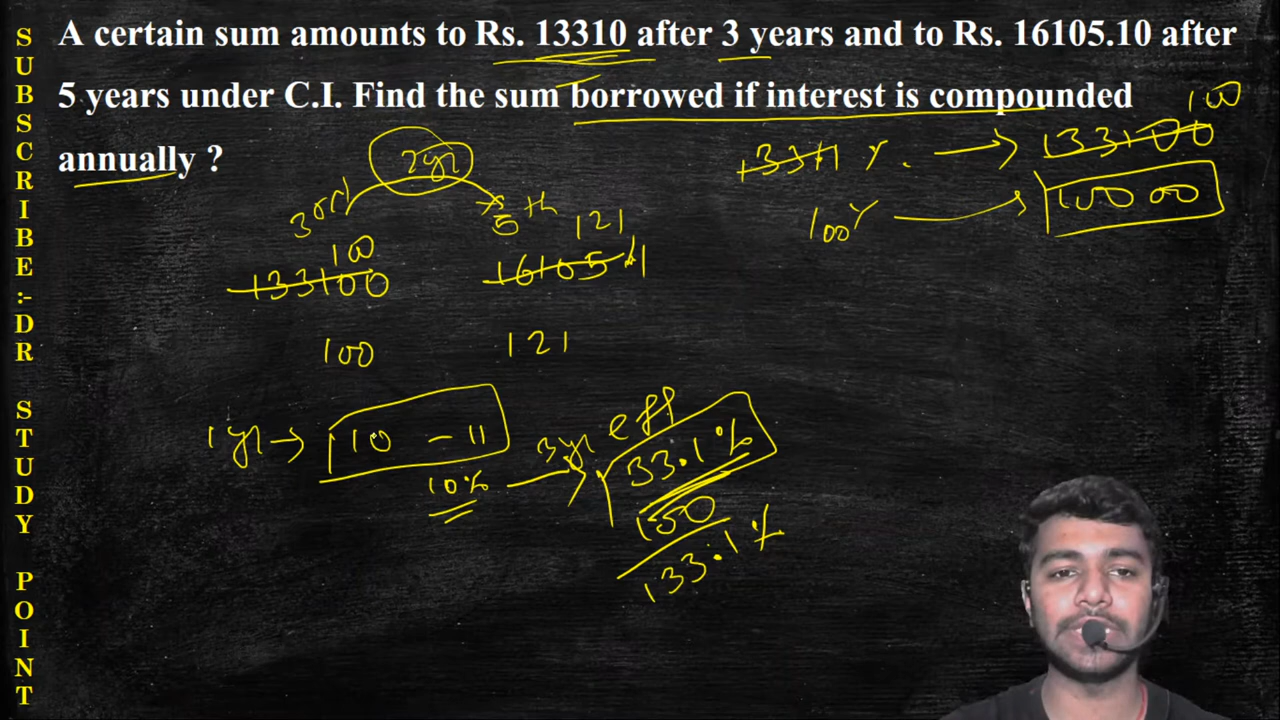 SUBSCRIBE :- DR STUDY POINT
A certain sum amounts to Rs. 13310 after 3 years and to Rs. 16105.10 after
5 years under C.I. Find the sum borrowed if interest is compounded
annually ?
2yr
3rd
5th
100
121
133100
100
121
1yr → 10 - 11
10%
3yr eff
33.1%
100
133.1%
100
133100
100% → 10000